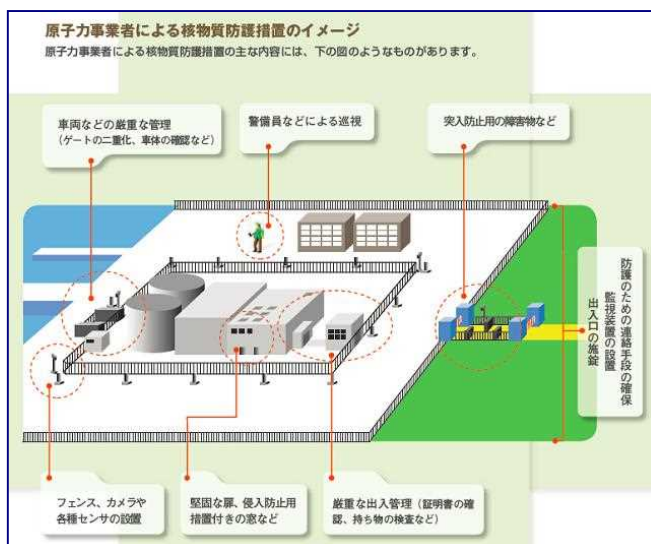 原子力事業者による核物質防護措置のイメージ
原子力事業者による核物質防護措置の主な内容には、下の図のようなものがあります。
車両などの厳重な管理
(ゲートの二重化、車体の確認など)
警備員などによる巡視
突入防止用の障害物など
防護のための連絡手段の確保
監視装置の設置
出入口の施錠
フェンス、カメラや
各種センサの設置
堅固な扉、侵入防止用
措置付きの窓など
厳重な出入管理(証明書の確
認、持ち物の検査など)